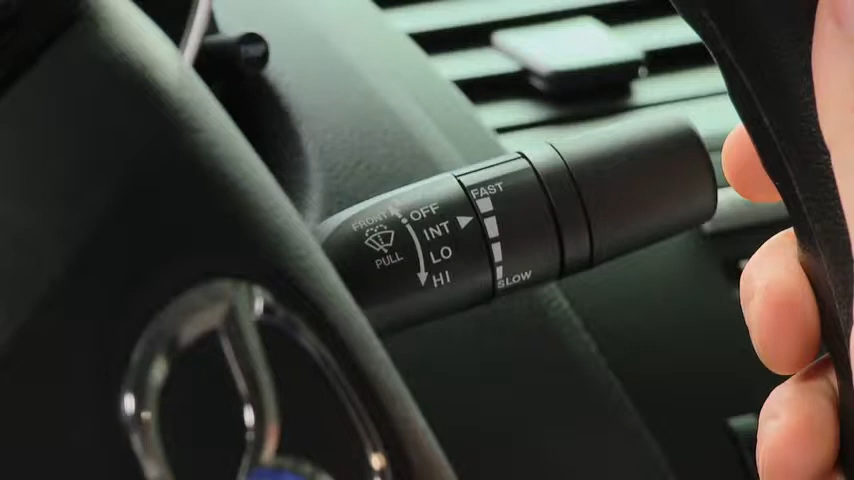 FRONT
PULL
OFF
INT
LO
HI
FAST
SLOW